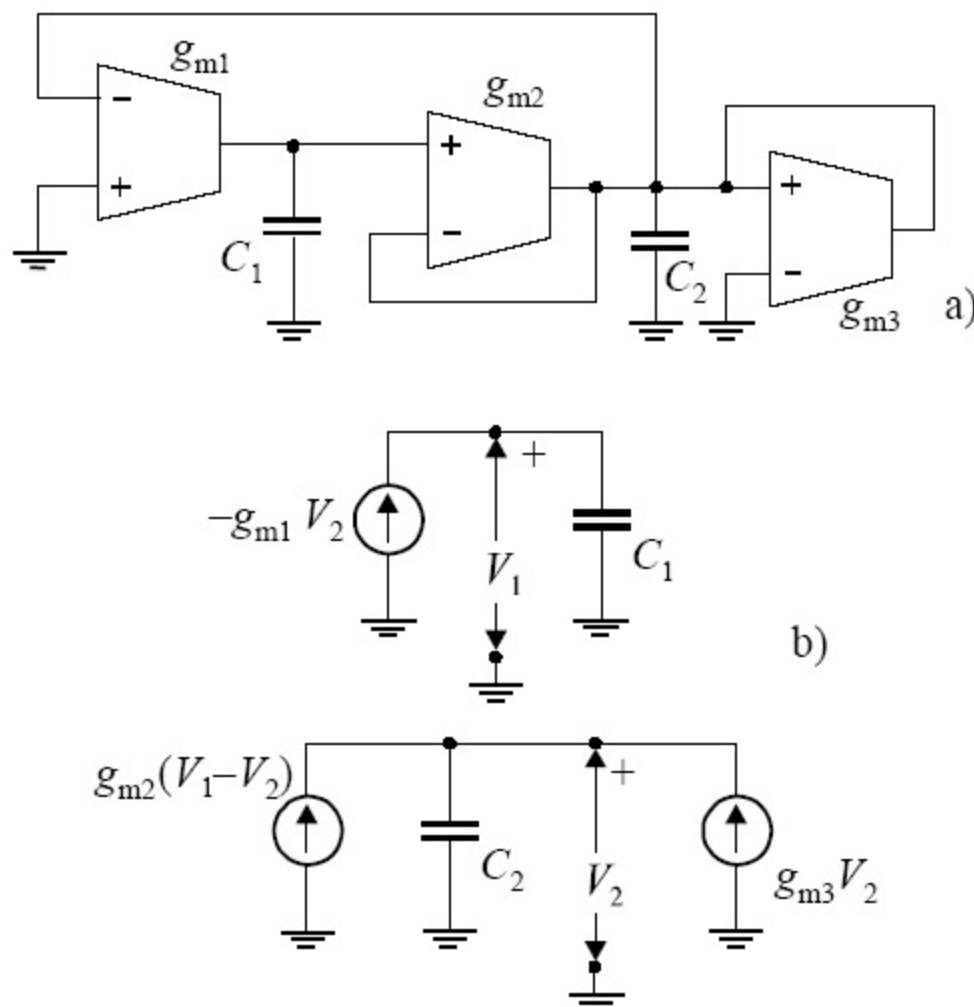 g_m1
g_m2
−
+
+
−
+
−
C_1
C_2
g_m3
a)
+
−g_m1 V_2
V_1
C_1
b)
g_m2(V_1−V_2)
+
C_2
V_2
g_m3V_2